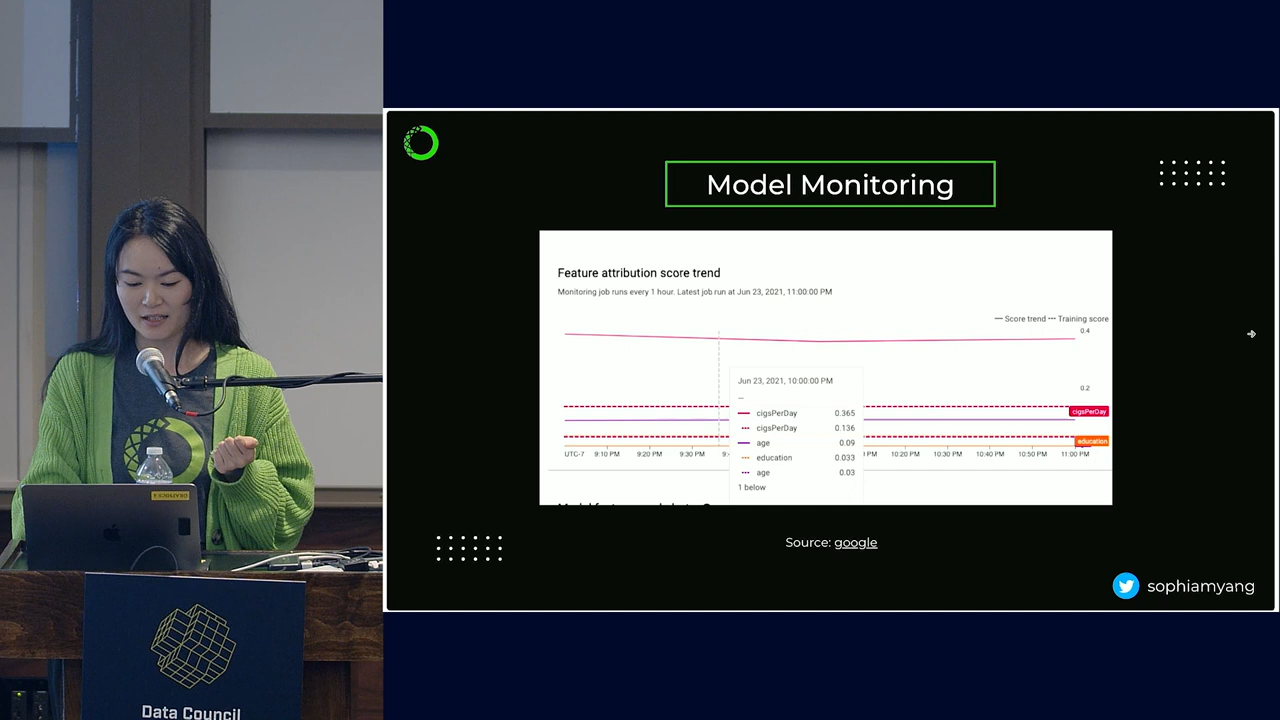 Model Monitoring
Feature attribution score trend
Monitoring job runs every 1 hour. Latest job run at Jun 23, 2021, 11:00:00 PM
Score trend Training score
0.4
0.2
Jun 23, 2021, 10:00:00 PM
—
cigsPerDay 0.365
cigsPerDay 0.136
age 0.09
education 0.033
age 0.03
1 below
cigsPerDay
education
UTC-7 9:10 PM 9:20 PM 9:30 PM 10:20 PM 10:30 PM 10:40 PM 10:50 PM 11:00 PM
Source: google
sophiamyang
Data Council